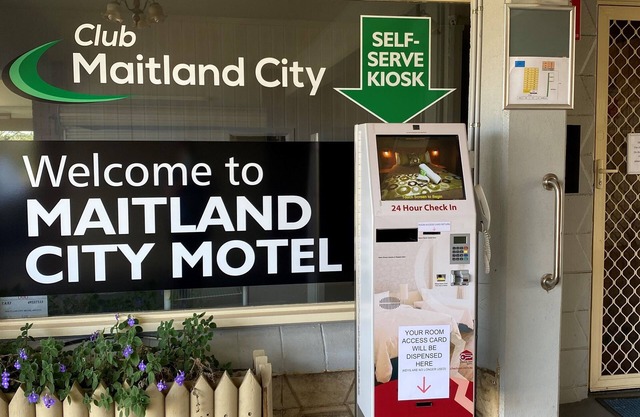 Club
Maitland City
SELF-
SERVE
KIOSK
Welcome to
MAITLAND
CITY MOTEL
24 Hour Check In
YOUR ROOM
ACCESS CARD
WILL BE
DISPENSED
HERE